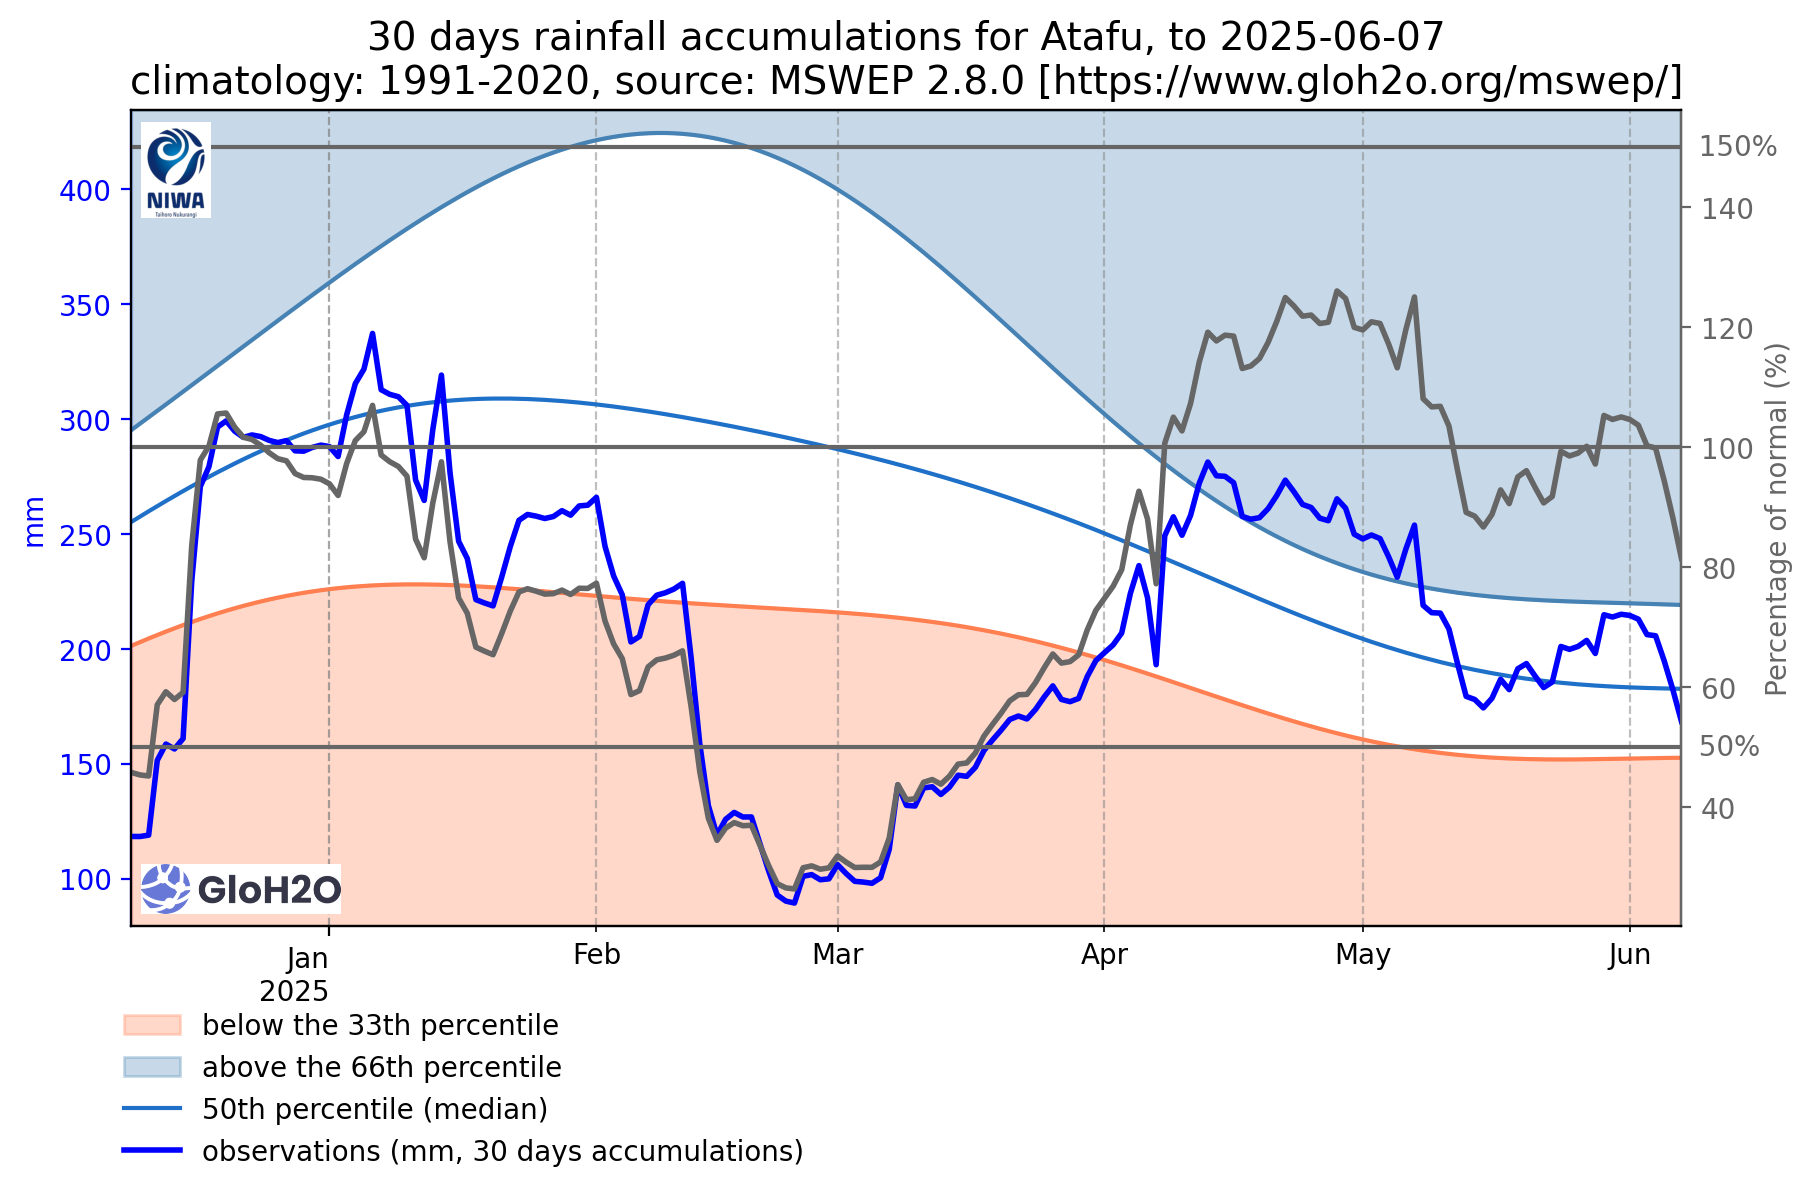 30 days rainfall accumulations for Atafu, to 2025-06-07
climatology: 1991-2020, source: MSWEP 2.8.0 [https://www.gloh2o.org/mswep/]
NIWA
Taihoro Nukurangi
400
350
300
250
200
150
100
mm
150%
140
120
100
80
60
50%
40
Percentage of normal (%)
GloH2O
Jan
2025
Feb
Mar
Apr
May
Jun
below the 33th percentile
above the 66th percentile
50th percentile (median)
observations (mm, 30 days accumulations)